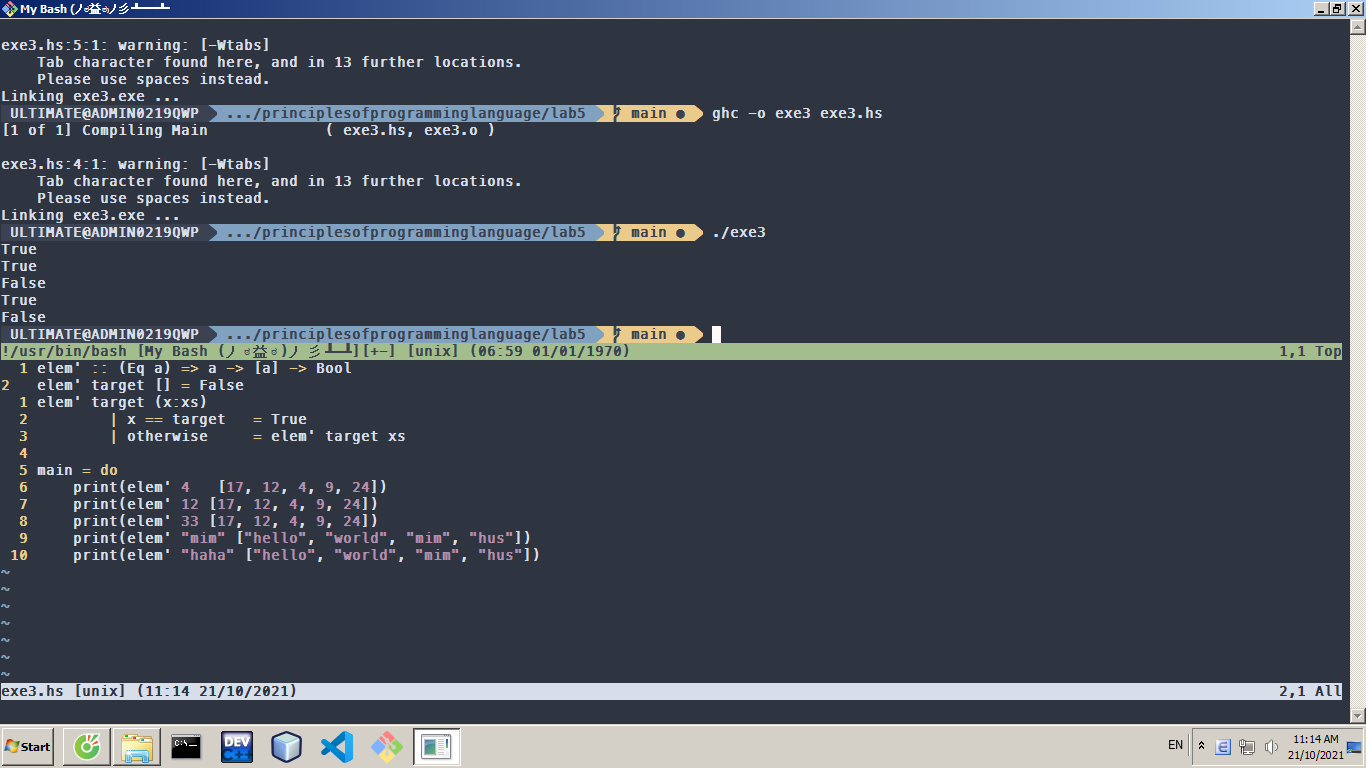 My Bash (ノಠ益ಠ)ノ彡┻━┻
exe3.hs:5:1: warning: [-Wtabs]
    Tab character found here, and in 13 further locations.
    Please use spaces instead.
Linking exe3.exe ...
ULTIMATE@ADMIN0219QWP .../principlesofprogramminglanguage/lab5 main ● ghc -o exe3 exe3.hs
[1 of 1] Compiling Main             ( exe3.hs, exe3.o )
exe3.hs:4:1: warning: [-Wtabs]
    Tab character found here, and in 13 further locations.
    Please use spaces instead.
Linking exe3.exe ...
ULTIMATE@ADMIN0219QWP .../principlesofprogramminglanguage/lab5 main ● ./exe3
True
True
False
True
False
ULTIMATE@ADMIN0219QWP .../principlesofprogramminglanguage/lab5 main ●
!/usr/bin/bash [My Bash (ノಠ益ಠ)ノ彡┻━┻][+-] [unix] (06:59 01/01/1970) 1,1 Top
  1 elem' :: (Eq a) => a -> [a] -> Bool
2   elem' target [] = False
  1 elem' target (x:xs)
  2         | x == target   = True
  3         | otherwise     = elem' target xs
  4
  5 main = do
  6     print(elem' 4   [17, 12, 4, 9, 24])
  7     print(elem' 12 [17, 12, 4, 9, 24])
  8     print(elem' 33 [17, 12, 4, 9, 24])
  9     print(elem' "mim" ["hello", "world", "mim", "hus"])
 10     print(elem' "haha" ["hello", "world", "mim", "hus"])
~
~
~
~
~
~
~
exe3.hs [unix] (11:14 21/10/2021) 2,1 All
Start
C:\_
DEV C++
EN
E
11:14 AM
21/10/2021